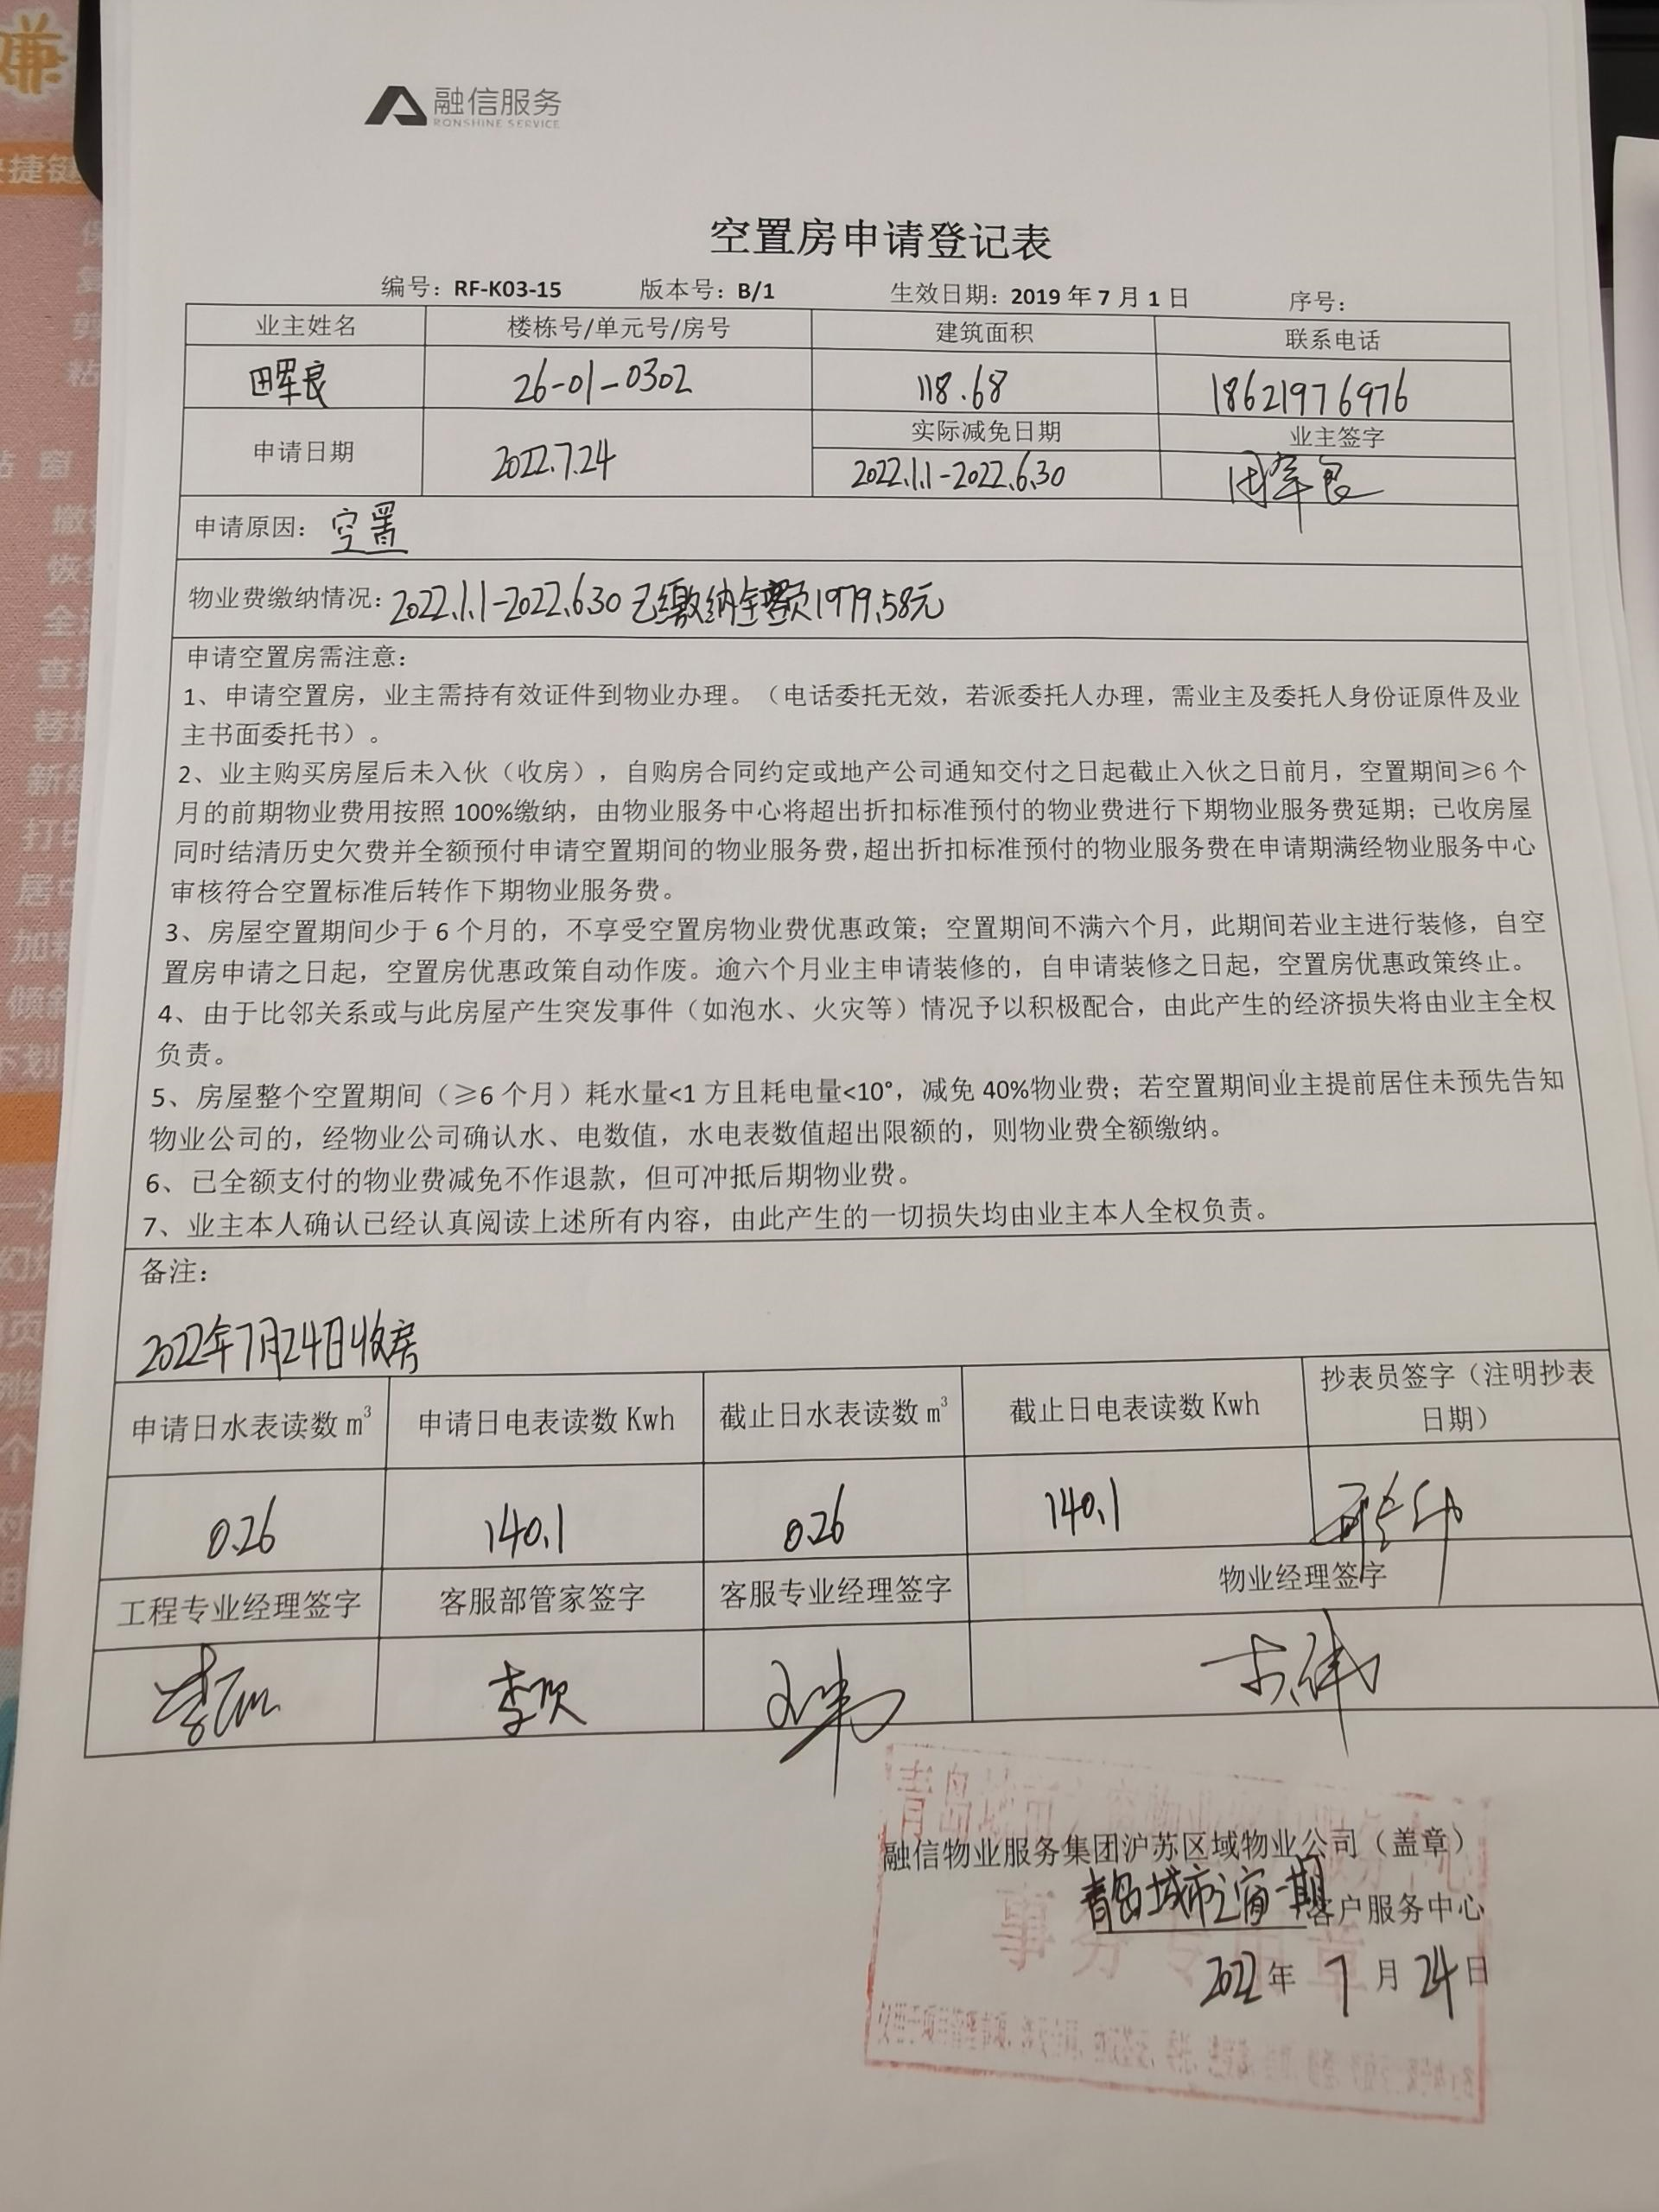 融信服务
RONSHINE SERVICE
空置房申请登记表
编号：RF-K03-15 版本号：B/1 生效日期：2019 年 7 月 1 日 序号：
业主姓名 楼栋号/单元号/房号 建筑面积 联系电话
田军良 26-01-0302 118.68 18621976976
申请日期 2022.7.24 实际减免日期 业主签字
2022.1.1-2022.6.30 田军良
申请原因：空置
物业费缴纳情况：2022.1.1-2022.6.30 已缴纳全额1979.58元
申请空置房需注意：
1、申请空置房，业主需持有效证件到物业办理。（电话委托无效，若派委托人办理，需业主及委托人身份证原件及业
主书面委托书）。
2、业主购买房屋后未入伙（收房），自购房合同约定或地产公司通知交付之日起截止入伙之日前月，空置期间≥6 个
月的前期物业费用按照 100%缴纳，由物业服务中心将超出折扣标准预付的物业费进行下期物业服务费延期；已收房屋
同时结清历史欠费并全额预付申请空置期间的物业服务费，超出折扣标准预付的物业服务费在申请期满经物业服务中心
审核符合空置标准后转作下期物业服务费。
3、房屋空置期间少于 6 个月的，不享受空置房物业费优惠政策；空置期间不满六个月，此期间若业主进行装修，自空
置房申请之日起，空置房优惠政策自动作废。逾六个月业主申请装修的，自申请装修之日起，空置房优惠政策终止。
4、由于比邻关系或与此房屋产生突发事件（如泡水、火灾等）情况予以积极配合，由此产生的经济损失将由业主全权
负责。
5、房屋整个空置期间（≥6 个月）耗水量<1 方且耗电量<10°，减免 40%物业费；若空置期间业主提前居住未预先告知
物业公司的，经物业公司确认水、电数值，水电表数值超出限额的，则物业费全额缴纳。
6、已全额支付的物业费减免不作退款，但可冲抵后期物业费。
7、业主本人确认已经认真阅读上述所有内容，由此产生的一切损失均由业主本人全权负责。
备注：
2022年7月24日收房
申请日水表读数 m³ 申请日电表读数 Kwh 截止日水表读数 m³ 截止日电表读数 Kwh 抄表员签字（注明抄表
日期）
0.26 140.1 0.26 140.1
工程专业经理签字 客服部管家签字 客服专业经理签字 物业经理签字
李欢
融信物业服务集团沪苏区域物业公司（盖章）
青岛城市之窗一期客户服务中心
事务专用章
2022 年 7 月 24 日